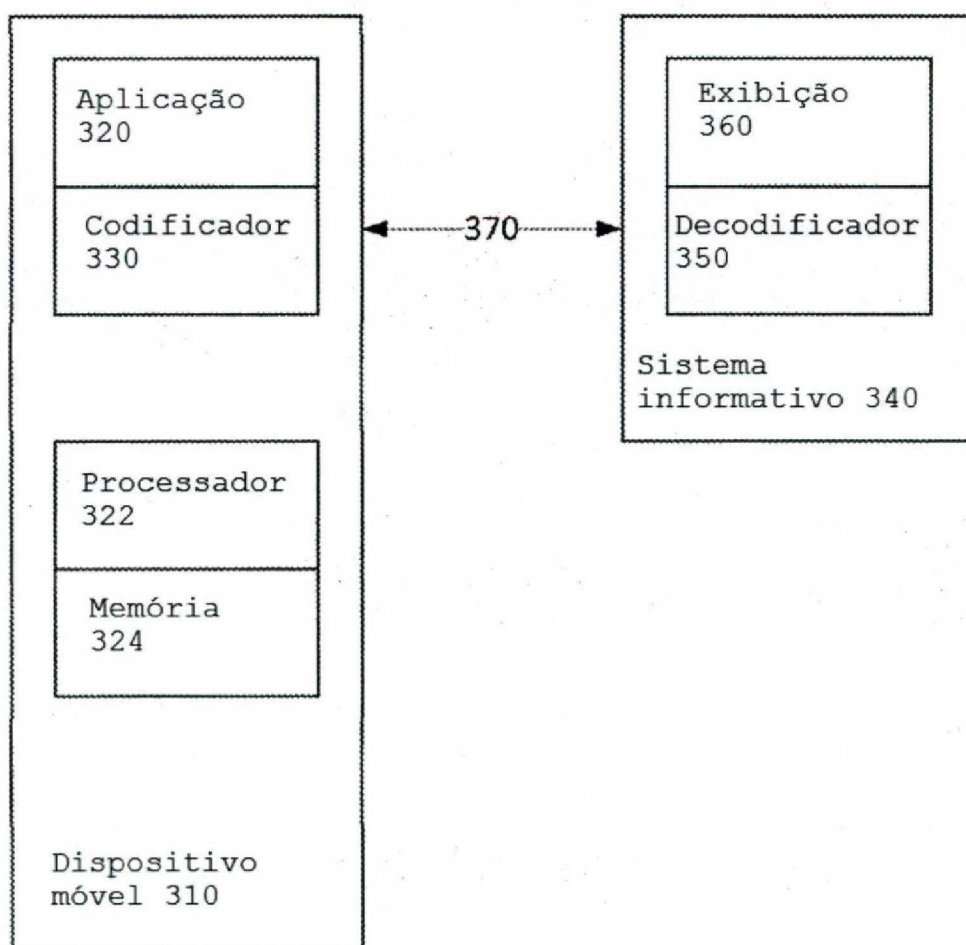 Aplicação
320
Codificador
330
Processador
322
Memória
324
Dispositivo
móvel 310
370
Exibição
360
Decodificador
350
Sistema
informativo 340